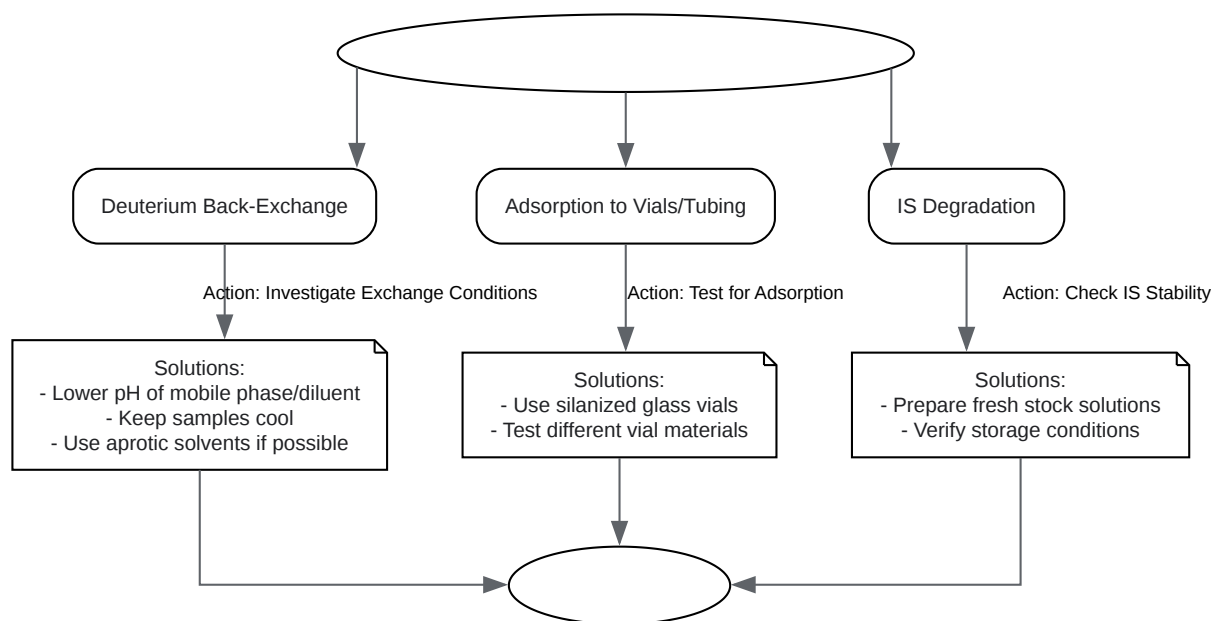 Deuterium Back-Exchange
Adsorption to Vials/Tubing
IS Degradation
Action: Investigate Exchange Conditions
Action: Test for Adsorption
Action: Check IS Stability
Solutions:
- Lower pH of mobile phase/diluent
- Keep samples cool
- Use aprotic solvents if possible
Solutions:
- Use silanized glass vials
- Test different vial materials
Solutions:
- Prepare fresh stock solutions
- Verify storage conditions